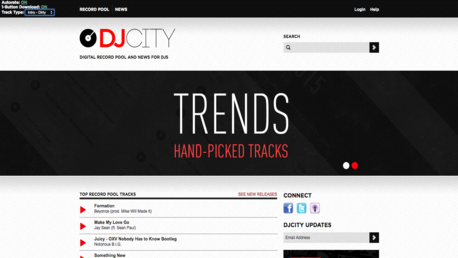 Autorate: ON
1-Button Download: ON
Track Type: Intro - Dirty
RECORD POOL NEWS
Login Help
DJCITY
DIGITAL RECORD POOL AND NEWS FOR DJS
SEARCH
TRENDS
HAND-PICKED TRACKS
TOP RECORD POOL TRACKS
SEE NEW RELEASES
Formation
Beyonce (prod. Mike Will Made It)
Make My Love Go
Jay Sean (ft. Sean Paul)
Juicy - OXV Nobody Has to Know Bootleg
Notorious B.I.G.
Something New
CONNECT
DJCITY UPDATES
Email Address